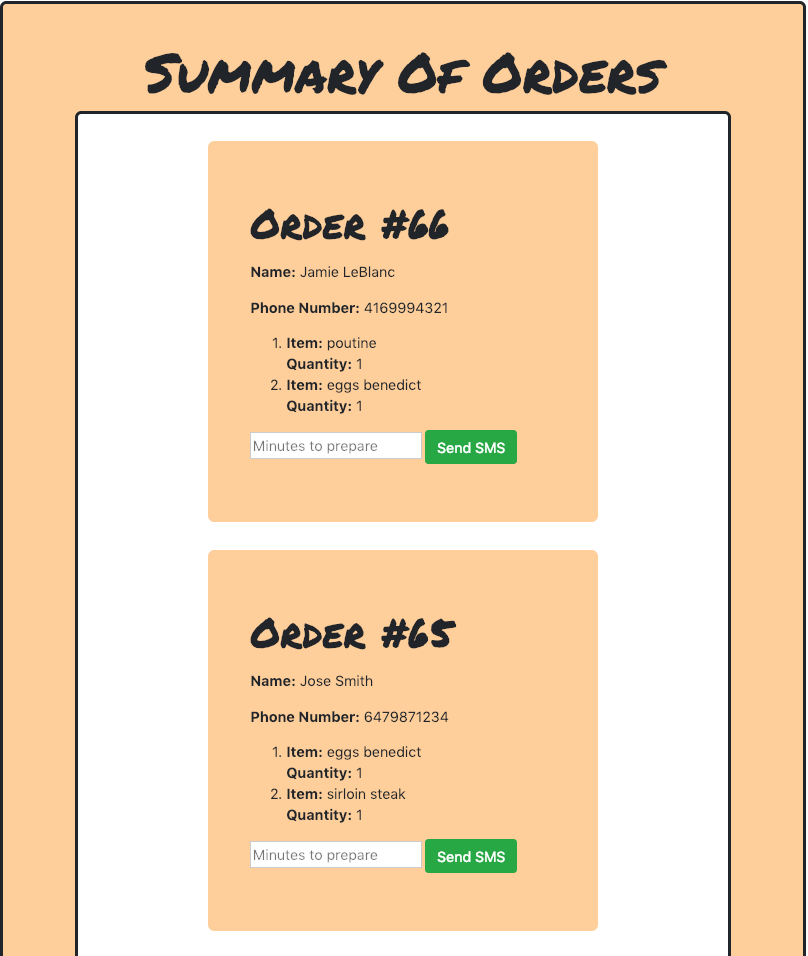 Summary Of Orders
Order #66
Name: Jamie LeBlanc
Phone Number: 4169994321
1. Item: poutine
Quantity: 1
2. Item: eggs benedict
Quantity: 1
Minutes to prepare Send SMS
Order #65
Name: Jose Smith
Phone Number: 6479871234
1. Item: eggs benedict
Quantity: 1
2. Item: sirloin steak
Quantity: 1
Minutes to prepare Send SMS